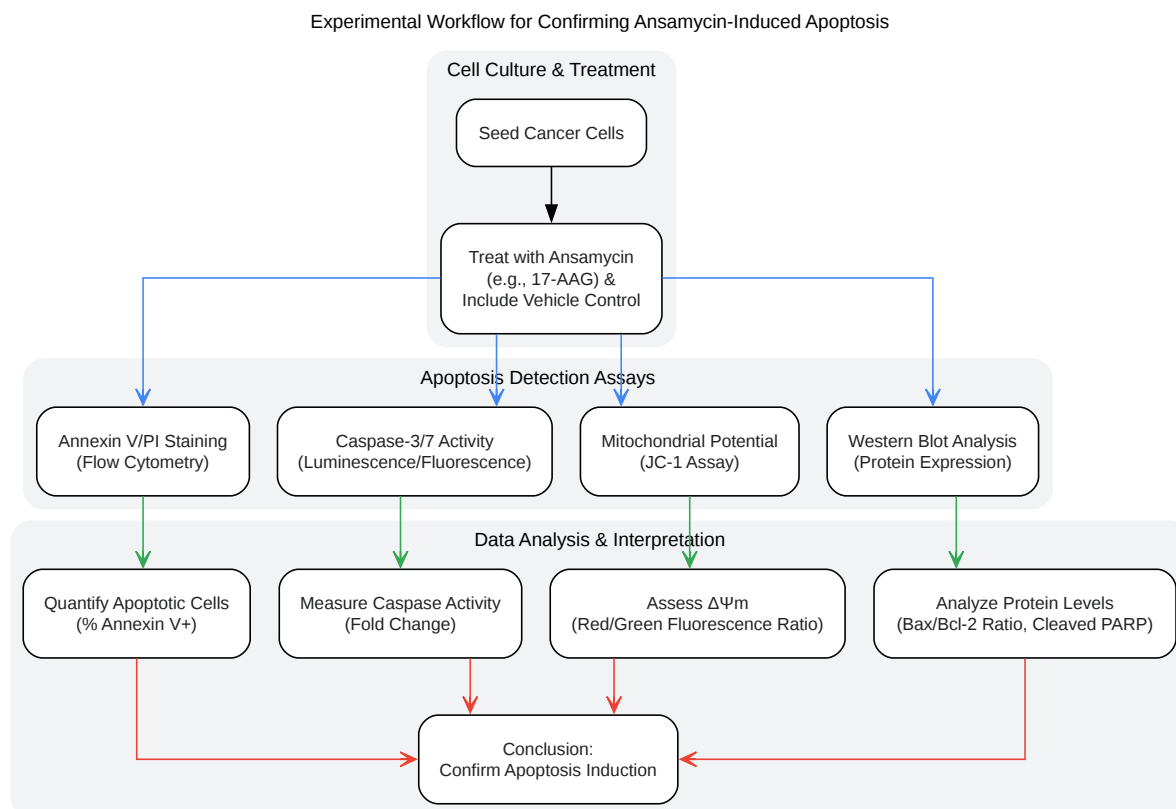 Experimental Workflow for Confirming Ansamycin-Induced Apoptosis
Cell Culture & Treatment
Seed Cancer Cells
Treat with Ansamycin
(e.g., 17-AAG) &
Include Vehicle Control
Apoptosis Detection Assays
Annexin V/PI Staining
(Flow Cytometry)
Caspase-3/7 Activity
(Luminescence/Fluorescence)
Mitochondrial Potential
(JC-1 Assay)
Western Blot Analysis
(Protein Expression)
Data Analysis & Interpretation
Quantify Apoptotic Cells
(% Annexin V+)
Measure Caspase Activity
(Fold Change)
Assess ΔΨm
(Red/Green Fluorescence Ratio)
Analyze Protein Levels
(Bax/Bcl-2 Ratio, Cleaved PARP)
Conclusion:
Confirm Apoptosis Induction